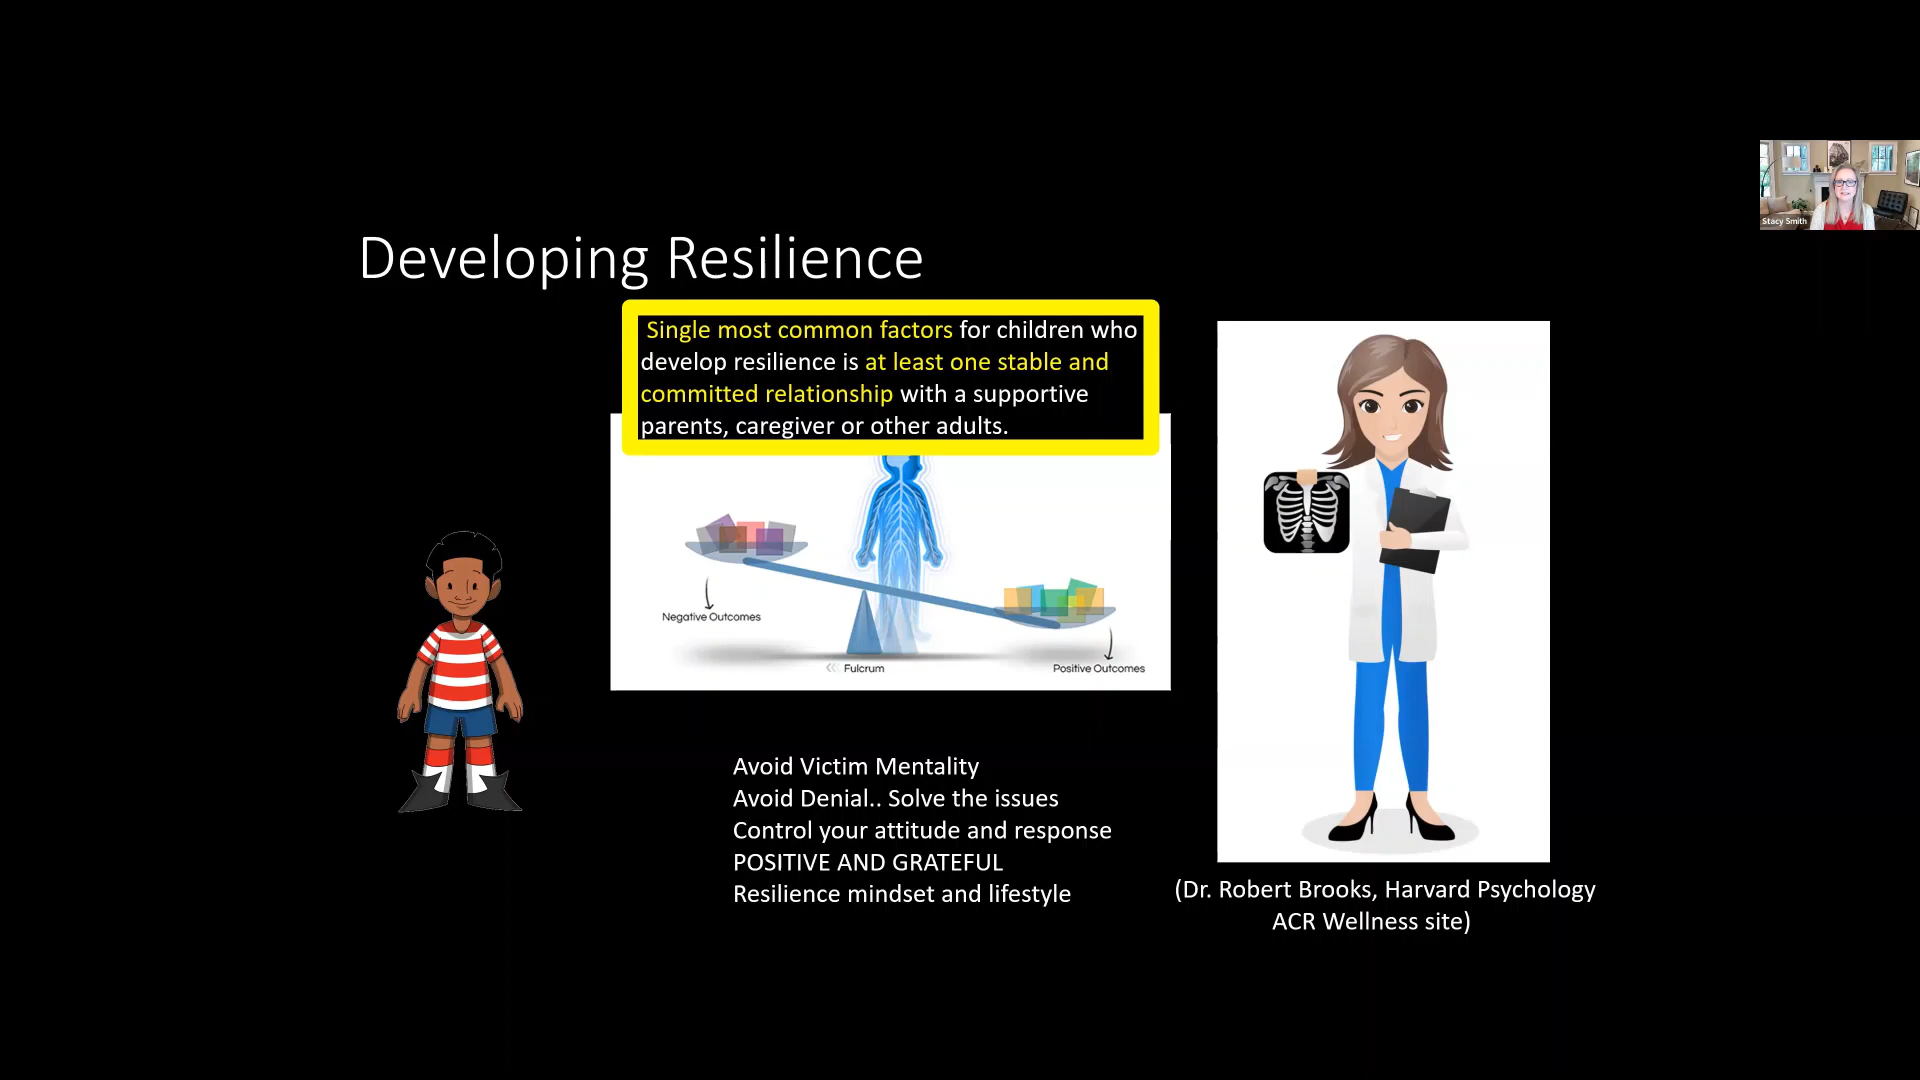 Stacy Smith
Developing Resilience
Single most common factors for children who
develop resilience is at least one stable and
committed relationship with a supportive
parents, caregiver or other adults.
Negative Outcomes
Fulcrum
Positive Outcomes
Avoid Victim Mentality
Avoid Denial.. Solve the issues
Control your attitude and response
POSITIVE AND GRATEFUL
Resilience mindset and lifestyle
(Dr. Robert Brooks, Harvard Psychology
ACR Wellness site)